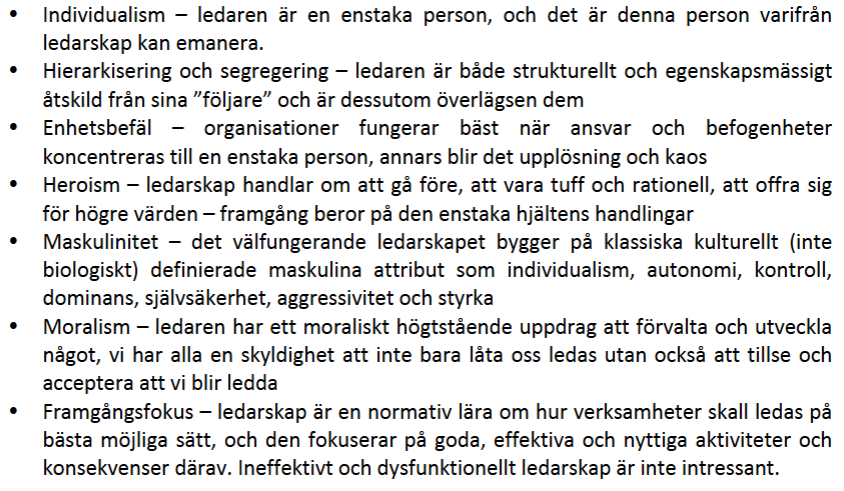 • Individualism – ledaren är en enstaka person, och det är denna person varifrån
ledarskap kan emanera.
• Hierarkisering och segregering – ledaren är både strukturellt och egenskapsmässigt
åtskild från sina ”följare” och är dessutom överlägsen dem
• Enhetsbefäl – organisationer fungerar bäst när ansvar och befogenheter
koncentreras till en enstaka person, annars blir det upplösning och kaos
• Heroism – ledarskap handlar om att gå före, att vara tuff och rationell, att offra sig
för högre värden – framgång beror på den enstaka hjältens handlingar
• Maskulinitet – det välfungerande ledarskapet bygger på klassiska kulturellt (inte
biologiskt) definierade maskulina attribut som individualism, autonomi, kontroll,
dominans, självsäkerhet, aggressivitet och styrka
• Moralism – ledaren har ett moraliskt högtstående uppdrag att förvalta och utveckla
något, vi har alla en skyldighet att inte bara låta oss ledas utan också att tillse och
acceptera att vi blir ledda
• Framgångsfokus – ledarskap är en normativ lära om hur verksamheter skall ledas på
bästa möjliga sätt, och den fokuserar på goda, effektiva och nyttiga aktiviteter och
konsekvenser därav. Ineffektivt och dysfunktionellt ledarskap är inte intressant.